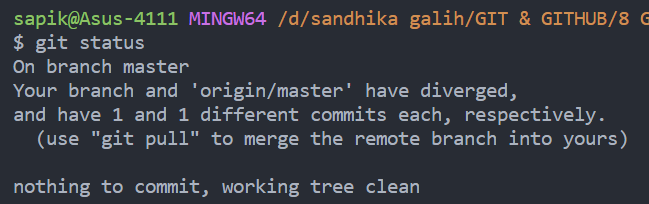 sapik@Asus-4111 MINGW64 /d/sandhika galih/GIT & GITHUB/8 G
$ git status
On branch master
Your branch and 'origin/master' have diverged,
and have 1 and 1 different commits each, respectively.
  (use "git pull" to merge the remote branch into yours)

nothing to commit, working tree clean